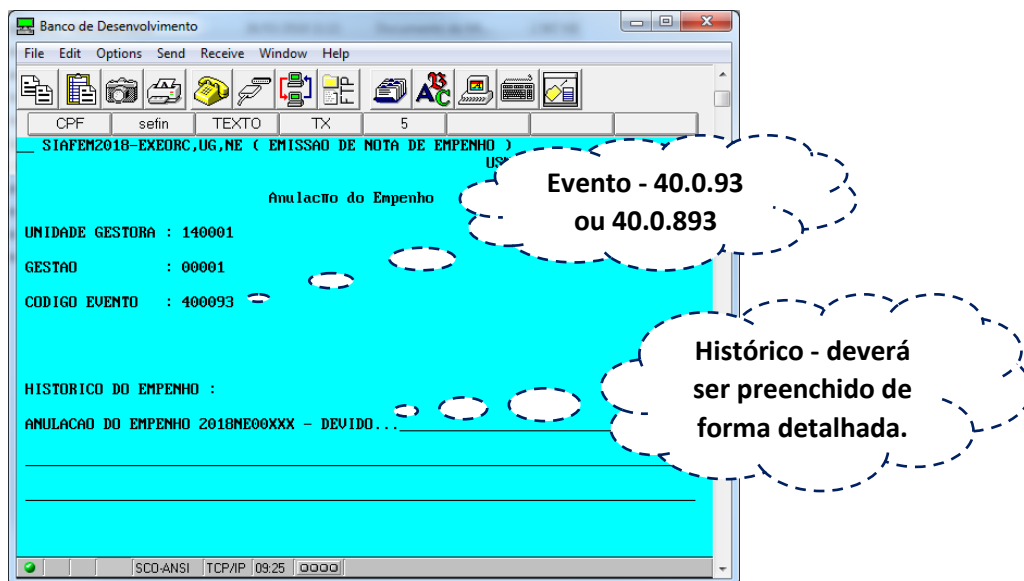 Banco de Desenvolvimento
File Edit Options Send Receive Window Help
CPF sefin TEXTO TX 5
__ SIAFEM2018-EXEORC,UG,NE ( EMISSAO DE NOTA DE EMPENHO )
Anulacπo do Empenho
UNIDADE GESTORA : 140001
GESTAO : 00001
CODIGO EVENTO : 400093
Evento - 40.0.93
ou 40.0.893
HISTORICO DO EMPENHO :
ANULACAO DO EMPENHO 2018NE00XXX - DEVIDO...
Histórico - deverá
ser preenchido de
forma detalhada.
SCO-ANSI TCP/IP 09:25